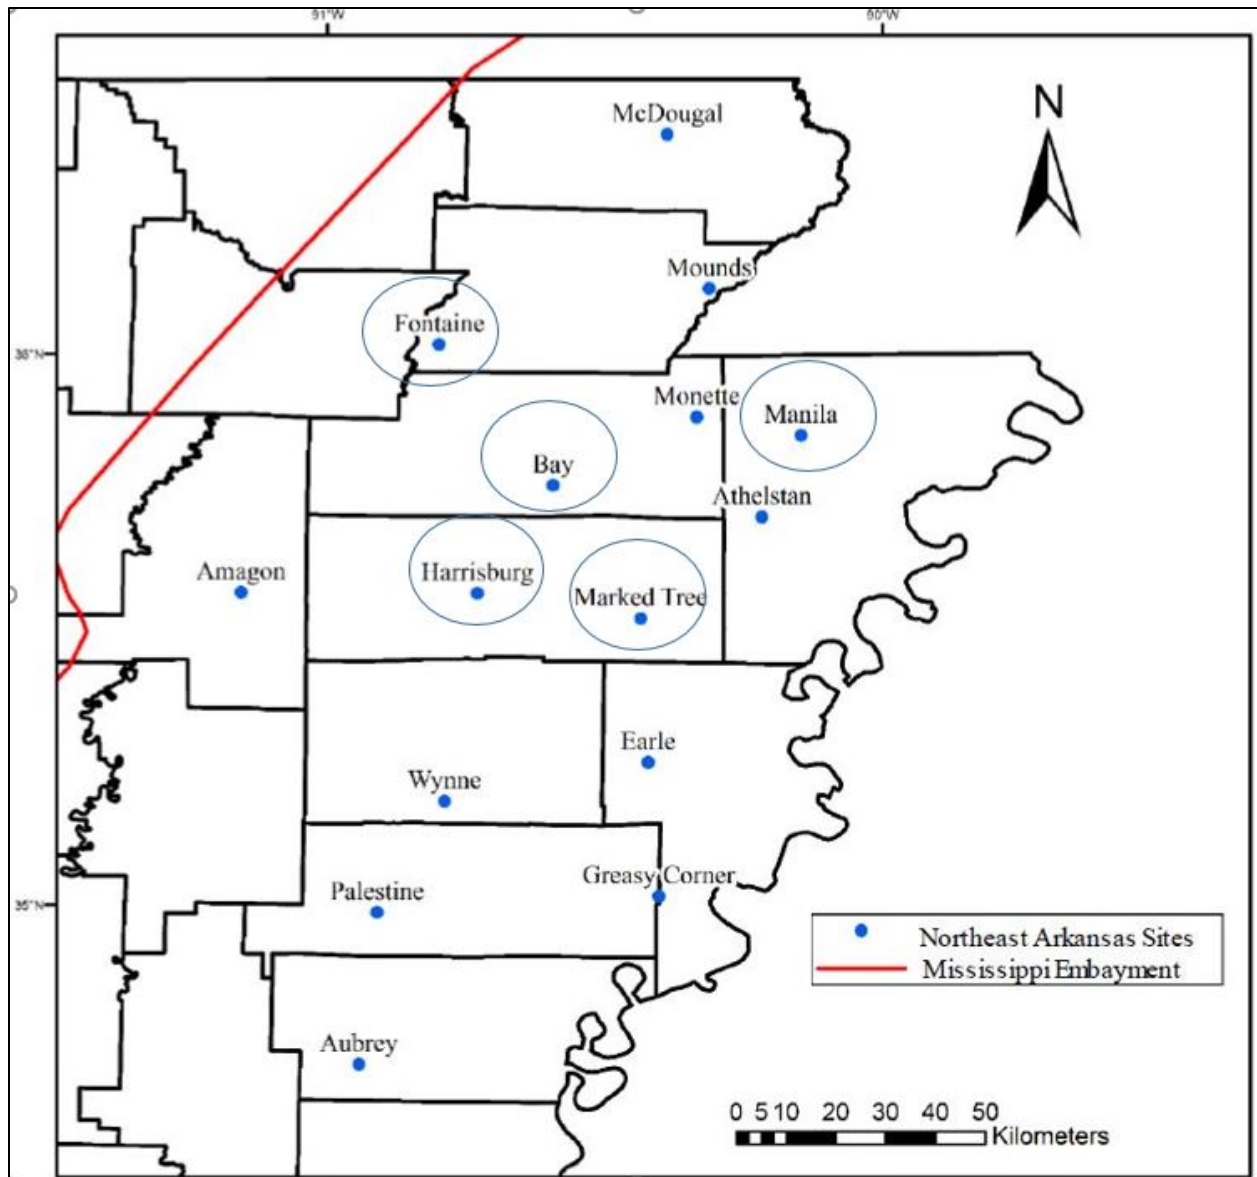 91°W
90°W
N
McDougal
Mounds
Fontaine
36°N
Monette
Manila
Bay
Athelstan
Amagon
Harrisburg
Marked Tree
Earle
Wynne
Greasy Corner
Palestine
35°N
Northeast Arkansas Sites
Mississippi Embayment
Aubrey
0 5 10 20 30 40 50
Kilometers